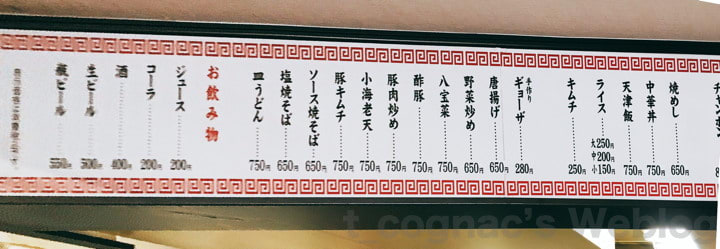 焼めし 650円
中華丼 750円
天津飯 750円
ライス 大250円 中200円 小150円
キムチ 250円
手作り ギョーザ 280円
唐揚げ 650円
野菜炒め 650円
八宝菜 750円
酢豚 750円
豚肉炒め 750円
小海老天 750円
豚キムチ 750円
ソース焼そば 650円
塩焼そば 650円
皿うどん 750円
お飲み物
ジュース 200円
コーラ 200円
酒 400円
生ビール 500円
瓶ビール 550円
t_cognac's Weblog